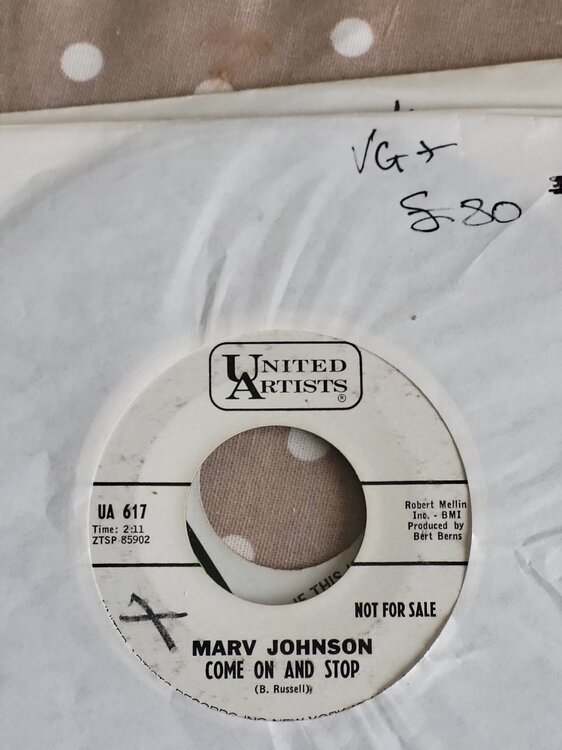 VG+
£80
UNITED
ARTISTS
®
UA 617
Time: 2:11
ZTSP 85902
Robert Mellin
Inc. - BMI
Produced by
Bert Berns
THIS
NOT FOR SALE
X
MARV JOHNSON
COME ON AND STOP
(B. Russell)